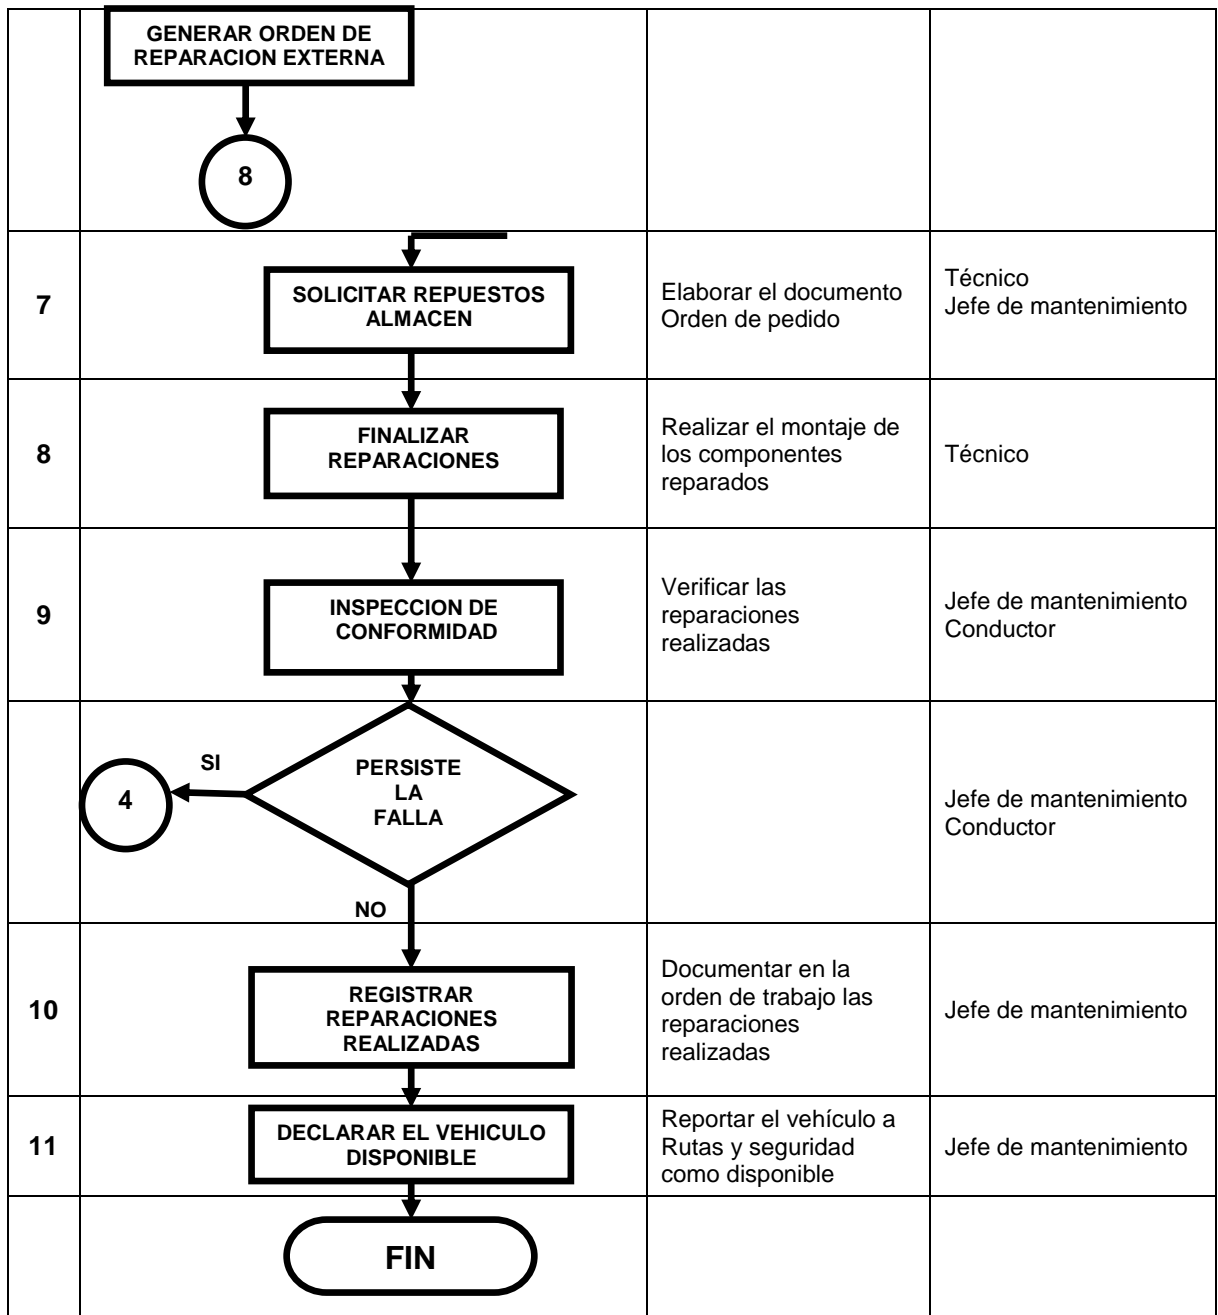 GENERAR ORDEN DE
REPARACION EXTERNA
8
7
SOLICITAR REPUESTOS
ALMACEN
Elaborar el documento
Orden de pedido
Técnico
Jefe de mantenimiento
8
FINALIZAR
REPARACIONES
Realizar el montaje de
los componentes
reparados
Técnico
9
INSPECCION DE
CONFORMIDAD
Verificar las
reparaciones
realizadas
Jefe de mantenimiento
Conductor
SI
4
PERSISTE
LA
FALLA
NO
Jefe de mantenimiento
Conductor
10
REGISTRAR
REPARACIONES
REALIZADAS
Documentar en la
orden de trabajo las
reparaciones
realizadas
Jefe de mantenimiento
11
DECLARAR EL VEHICULO
DISPONIBLE
Reportar el vehículo a
Rutas y seguridad
como disponible
Jefe de mantenimiento
FIN